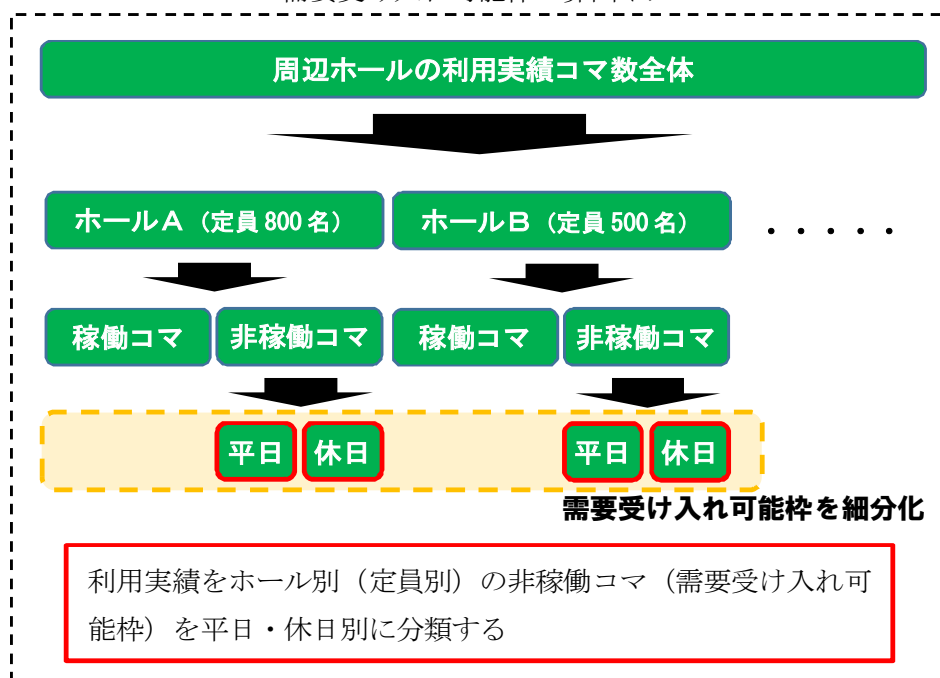 周辺ホールの利用実績コマ数全体
ホールA（定員800名） ホールB（定員500名） ・・・・・
稼働コマ 非稼働コマ 稼働コマ 非稼働コマ
平日 休日 平日 休日
需要受け入れ可能枠を細分化
利用実績をホール別（定員別）の非稼働コマ（需要受け入れ可
能枠）を平日・休日別に分類する